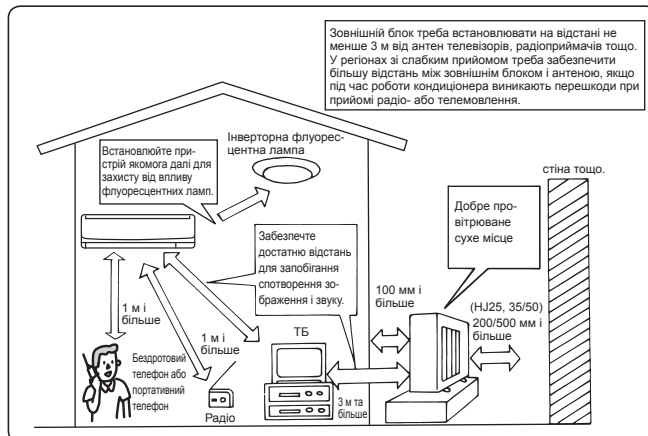 Зовнішній блок треба встановлювати на відстані не
менше 3 м від антен телевізорів, радіоприймачів тощо.
У регіонах зі слабким прийомом треба забезпечити
більшу відстань між зовнішнім блоком і антеною, якщо
під час роботи кондиціонера виникають перешкоди при
прийомі радіо- або телемовлення.
Інверторна флуорес-
центна лампа
Встановлюйте при-
стрій якомога далі для
захисту від впливу
флуоресцентних ламп.
стіна тощо.
Добре про-
вітрюване
сухе місце
Забезпечте
достатню відстань
для запобігання
спотворення зо-
браження і звуку.
100 мм і
більше
(HJ25, 35/50)
200/500 мм і
більше
1 м і
більше
1 м і
більше
ТБ
Бездротовий
телефон або
портативний
телефон
Радіо
3 м та
більше